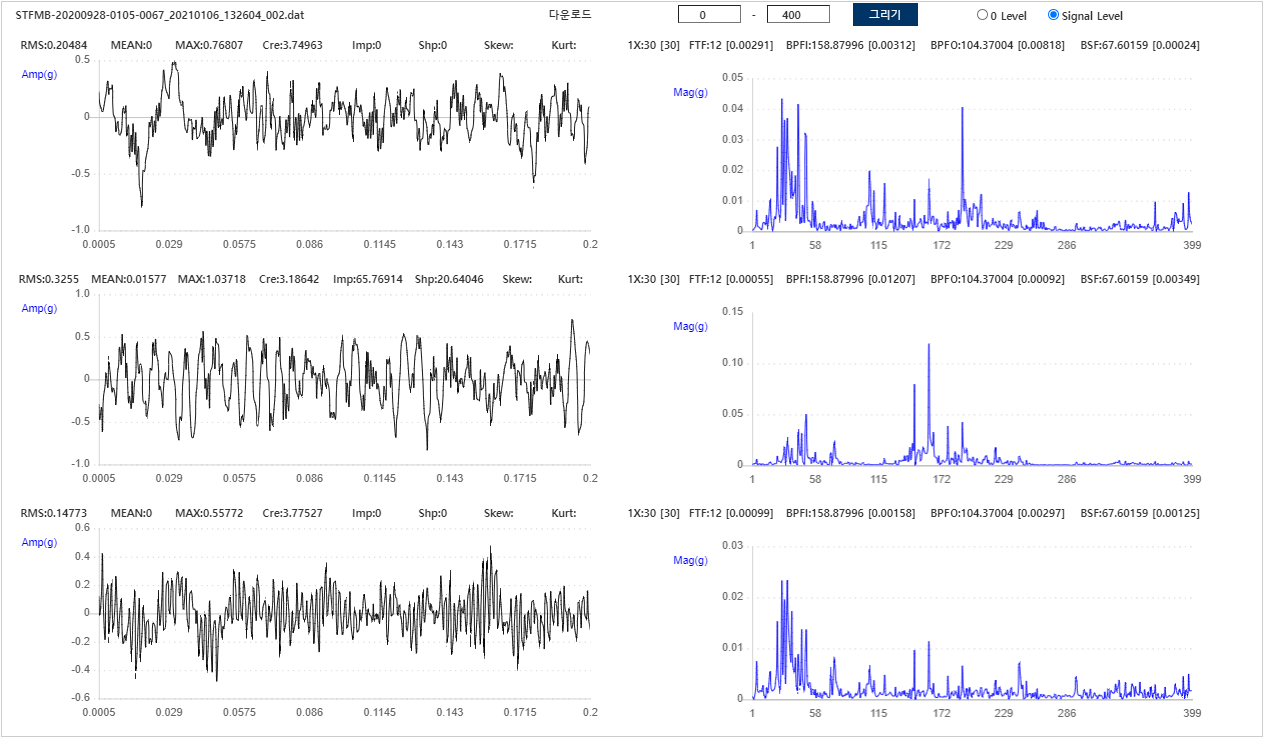 STFMB-20200928-0105-0067_20210106_132604_002.dat 다운로드 0 - 400 그리기 0 Level Signal Level
RMS:0.20484 MEAN:0 MAX:0.76807 Cre:3.74963 Imp:0 Shp:0 Skew: Kurt:
Amp(g)
0.5
0
-0.5
-1.0
0.0005 0.029 0.0575 0.086 0.1145 0.143 0.1715 0.2
1X:30 [30] FTF:12 [0.00291] BPFI:158.87996 [0.00312] BPFO:104.37004 [0.00818] BSF:67.60159 [0.00024]
Mag(g)
0.05
0.04
0.03
0.02
0.01
0
1 58 115 172 229 286 399
RMS:0.3255 MEAN:0.01577 MAX:1.03718 Cre:3.18642 Imp:65.76914 Shp:20.64046 Skew: Kurt:
Amp(g)
1.0
0.5
0
-0.5
-1.0
0.0005 0.029 0.0575 0.086 0.1145 0.143 0.1715 0.2
1X:30 [30] FTF:12 [0.00055] BPFI:158.87996 [0.01207] BPFO:104.37004 [0.00092] BSF:67.60159 [0.00349]
Mag(g)
0.15
0.10
0.05
0
1 58 115 172 229 286 399
RMS:0.14773 MEAN:0 MAX:0.55772 Cre:3.77527 Imp:0 Shp:0 Skew: Kurt:
Amp(g)
0.6
0.4
0.2
0
-0.2
-0.4
-0.6
0.0005 0.029 0.0575 0.086 0.1145 0.143 0.1715 0.2
1X:30 [30] FTF:12 [0.00099] BPFI:158.87996 [0.00158] BPFO:104.37004 [0.00297] BSF:67.60159 [0.00125]
Mag(g)
0.03
0.02
0.01
0
1 58 115 172 229 286 399